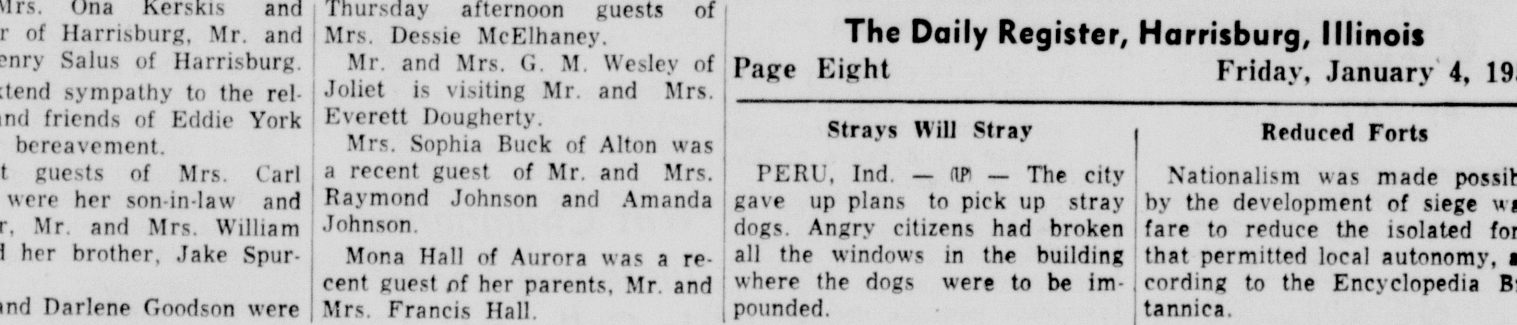 Mrs. Ona Kerskis and
r of Harrisburg, Mr. and
enry Salus of Harrisburg.
tend sympathy to the rel-
and friends of Eddie York
bereavement.
t guests of Mrs. Carl
were her son-in-law and
r, Mr. and Mrs. William
d her brother, Jake Spur-
and Darlene Goodson were
Thursday afternoon guests of
Mrs. Dessie McElhaney.
Mr. and Mrs. G. M. Wesley of
Joliet is visiting Mr. and Mrs.
Everett Dougherty.
Mrs. Sophia Buck of Alton was
a recent guest of Mr. and Mrs.
Raymond Johnson and Amanda
Johnson.
Mona Hall of Aurora was a re-
cent guest of her parents, Mr. and
Mrs. Francis Hall.
The Daily Register, Harrisburg, Illinois
Page Eight Friday, January 4, 19
Strays Will Stray
PERU, Ind. — (UP) — The city
gave up plans to pick up stray
dogs. Angry citizens had broken
all the windows in the building
where the dogs were to be im-
pounded.
Reduced Forts
Nationalism was made possib
by the development of siege wa
fare to reduce the isolated for
that permitted local autonomy, a
cording to the Encyclopedia B
tannica.